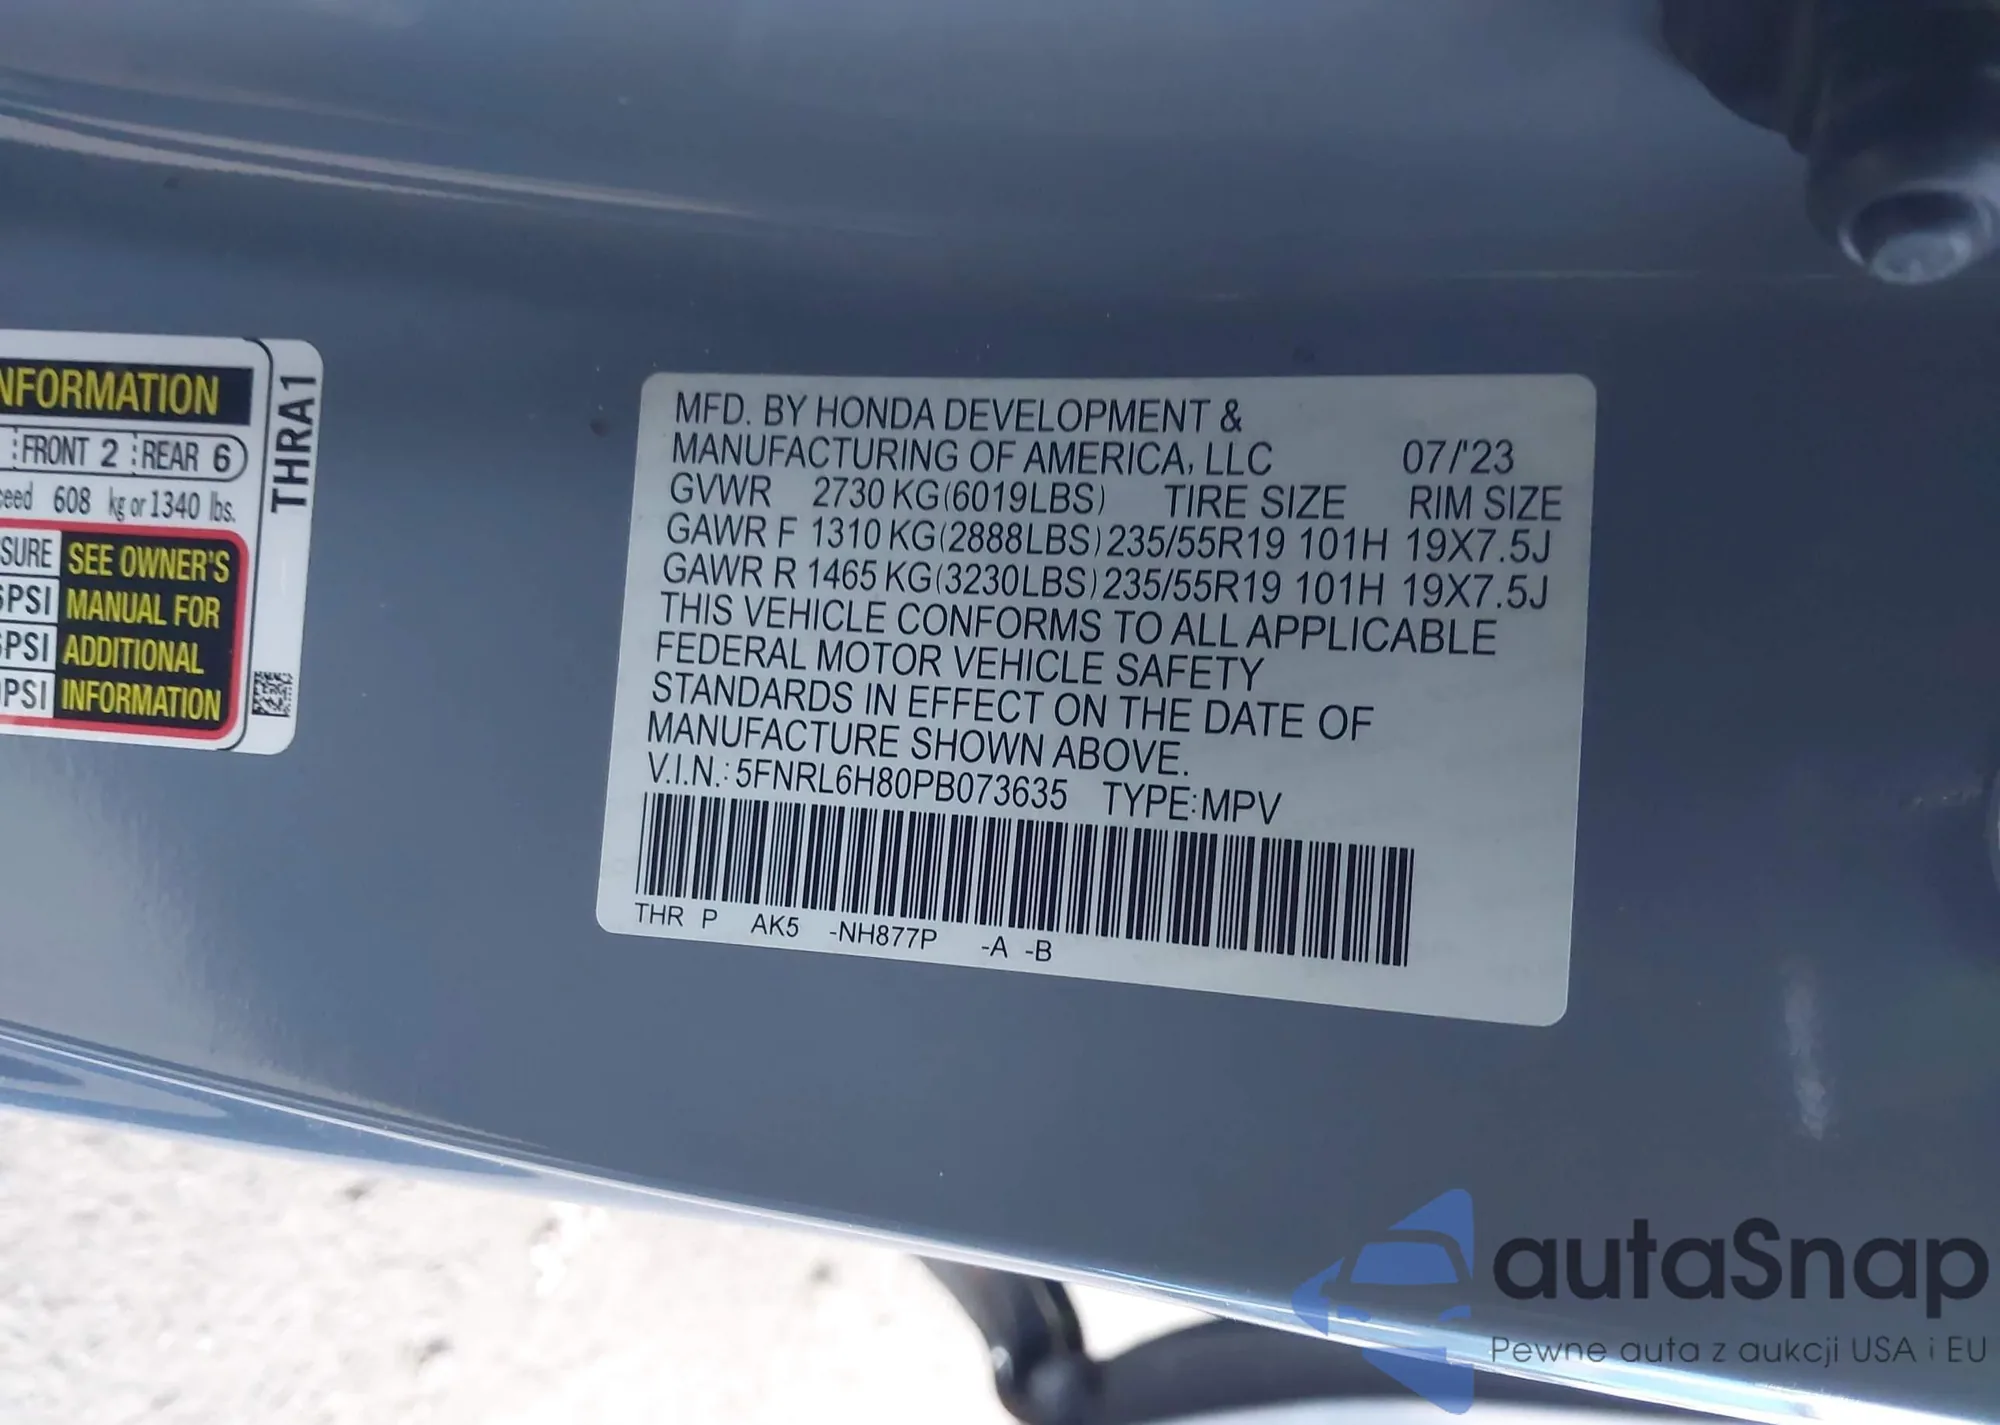 NFORMATION
FRONT 2 REAR 6
ceed 608 kg or 1340 lbs.
SURE
PSI
PSI
PSI
SEE OWNER'S
MANUAL FOR
ADDITIONAL
INFORMATION
THRA1
MFD. BY HONDA DEVELOPMENT &
MANUFACTURING OF AMERICA, LLC 07/'23
GVWR 2730 KG(6019LBS) TIRE SIZE RIM SIZE
GAWR F 1310 KG(2888LBS) 235/55R19 101H 19X7.5J
GAWR R 1465 KG(3230LBS) 235/55R19 101H 19X7.5J
THIS VEHICLE CONFORMS TO ALL APPLICABLE
FEDERAL MOTOR VEHICLE SAFETY
STANDARDS IN EFFECT ON THE DATE OF
MANUFACTURE SHOWN ABOVE.
V.I.N.: 5FNRL6H80PB073635 TYPE:MPV
THR P AK5 -NH877P -A -B
autaSnap
Pewne auta z aukcji USA i EU